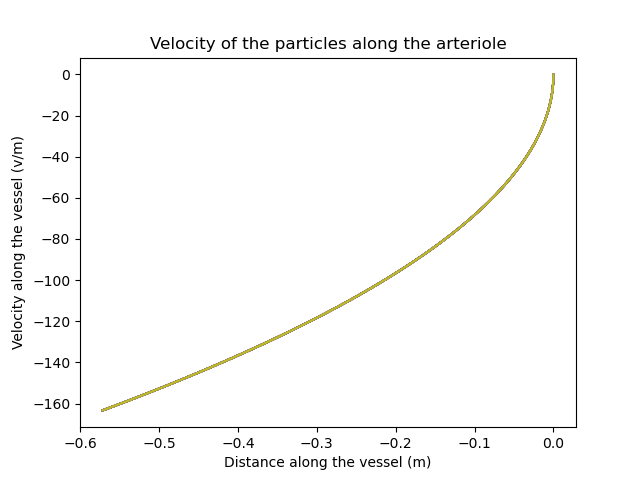 Velocity of the particles along the arteriole
Velocity along the vessel (v/m)
0
−20
−40
−60
−80
−100
−120
−140
−160
−0.6 −0.5 −0.4 −0.3 −0.2 −0.1 0.0
Distance along the vessel (m)